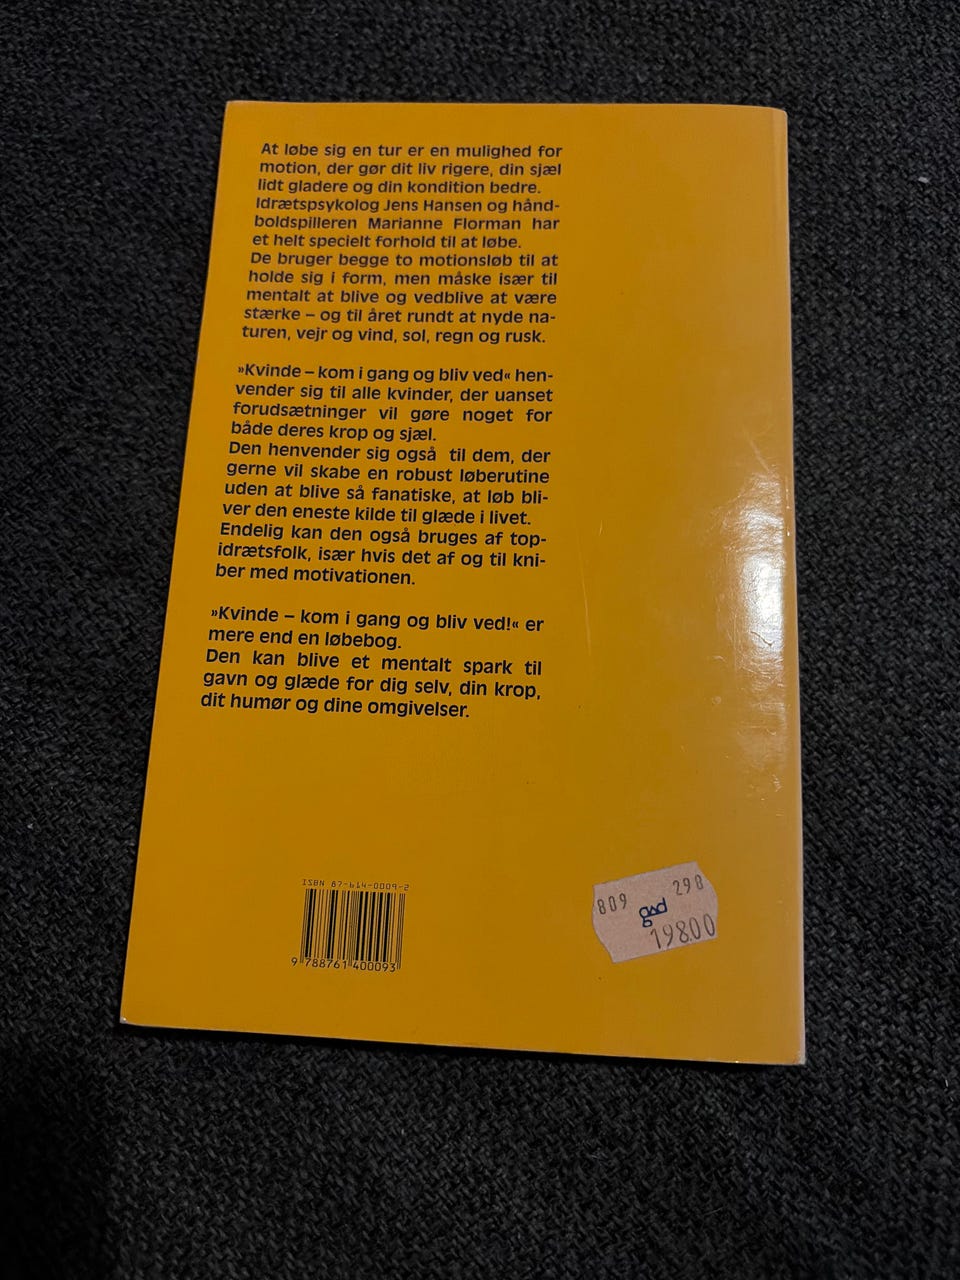 At løbe sig en tur er en mulighed for
motion, der gør dit liv rigere, din sjæl
lidt gladere og din kondition bedre.
Idrætspsykolog Jens Hansen og hånd-
boldspilleren Marianne Florman har
et helt specielt forhold til at løbe.
De bruger begge to motionsløb til at
holde sig i form, men måske især til
mentalt at blive og vedblive at være
stærke – og til året rundt at nyde na-
turen, vejr og vind, sol, regn og rusk.
»Kvinde – kom i gang og bliv ved« hen-
vender sig til alle kvinder, der uanset
forudsætninger vil gøre noget for
både deres krop og sjæl.
Den henvender sig også til dem, der
gerne vil skabe en robust løberutine
uden at blive så fanatiske, at løb bli-
ver den eneste kilde til glæde i livet.
Endelig kan den også bruges af top-
idrætsfolk, især hvis det af og til kni-
ber med motivationen.
»Kvinde – kom i gang og bliv ved!« er
mere end en løbebog.
Den kan blive et mentalt spark til
gavn og glæde for dig selv, din krop,
dit humør og dine omgivelser.
ISBN 87-614-0009-2
9 788761 400093
809 298
gad
19800